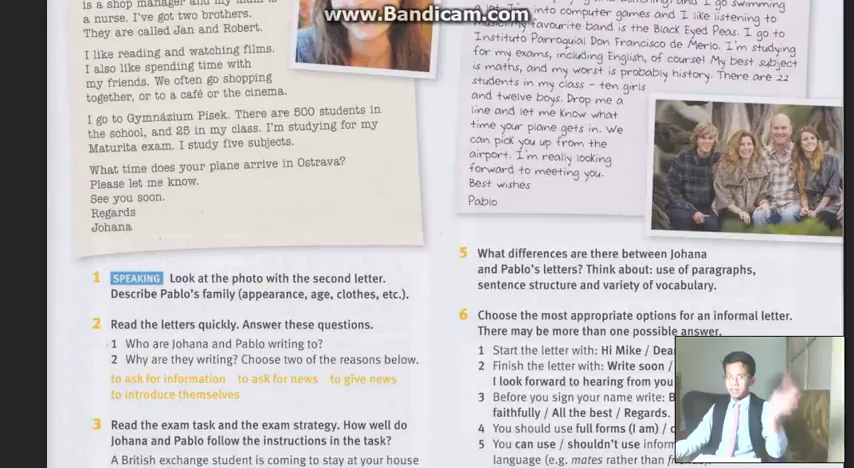 www.Bandicam.com
is a shop manager and my mum is
a nurse. I've got two brothers.
They are called Jan and Robert.
I like reading and watching films.
I also like spending time with
my friends. We often go shopping
together, or to a café or the cinema.
I go to Gymnázium Písek. There are 500 students in
the school, and 25 in my class. I'm studying for my
Maturita exam. I study five subjects.
What time does your plane arrive in Ostrava?
Please let me know.
See you soon.
Regards
Johana
I go swimming
a lot. I'm into computer games and I like listening to
music. My favourite band is the Black Eyed Peas. I go to
Instituto Parroquial Don Francisco de Merlo. I'm studying
for my exams, including English, of course! My best subject
is maths, and my worst is probably history. There are 22
students in my class – ten girls
and twelve boys. Drop me a
line and let me know what
time your plane gets in. We
can pick you up from the
airport. I'm really looking
forward to meeting you.
Best wishes
Pablo
1 SPEAKING Look at the photo with the second letter.
Describe Pablo's family (appearance, age, clothes, etc.).
2 Read the letters quickly. Answer these questions.
1 Who are Johana and Pablo writing to?
2 Why are they writing? Choose two of the reasons below.
to ask for information to ask for news to give news
to introduce themselves
3 Read the exam task and the exam strategy. How well do
Johana and Pablo follow the instructions in the task?
A British exchange student is coming to stay at your house
5 What differences are there between Johana
and Pablo's letters? Think about: use of paragraphs,
sentence structure and variety of vocabulary.
6 Choose the most appropriate options for an informal letter.
There may be more than one possible answer.
1 Start the letter with: Hi Mike / Dea
2 Finish the letter with: Write soon /
I look forward to hearing from you
3 Before you sign your name write: B
faithfully / All the best / Regards.
4 You should use full forms (I am) / c
5 You can use / shouldn't use inform
language (e.g. mates rather than